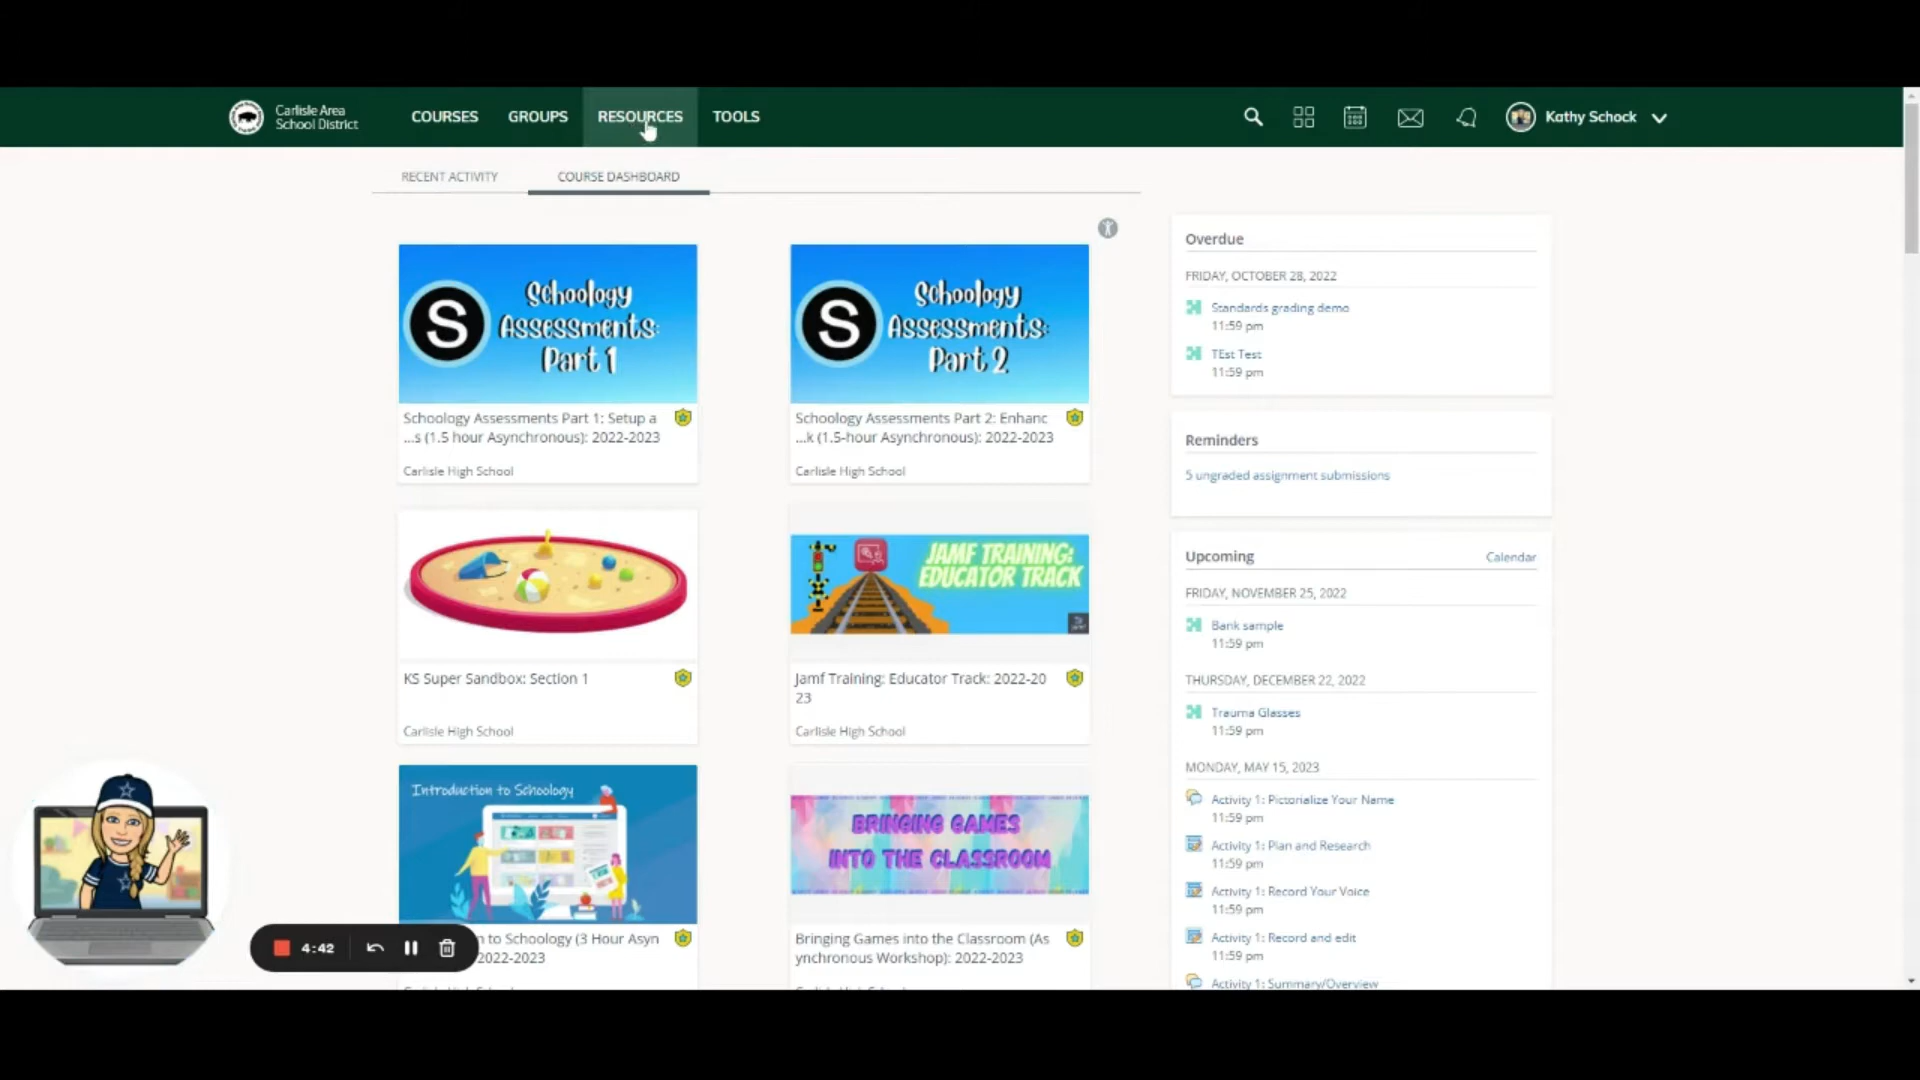 Carlisle Area
School District
COURSES
GROUPS
RESOURCES
TOOLS
Kathy Schock
RECENT ACTIVITY
COURSE DASHBOARD
S
Schoology
Assessments:
Part 1
Schoology Assessments Part 1: Setup a
...s (1.5 hour Asynchronous): 2022-2023
Carlisle High School
S
Schoology
Assessments:
Part 2
Schoology Assessments Part 2: Enhanc
...k (1.5-hour Asynchronous): 2022-2023
Carlisle High School
KS Super Sandbox: Section 1
Carlisle High School
JAMF TRAINING:
EDUCATOR TRACK
Jamf Training: Educator Track: 2022-20
23
Carlisle High School
Introduction to Schoology
n to Schoology (3 Hour Asyn
2022-2023
BRINGING GAMES
INTO THE CLASSROOM
Bringing Games into the Classroom (As
ynchronous Workshop): 2022-2023
Overdue
FRIDAY, OCTOBER 28, 2022
Standards grading demo
11:59 pm
TEst Test
11:59 pm
Reminders
5 ungraded assignment submissions
Upcoming
Calendar
FRIDAY, NOVEMBER 25, 2022
Bank sample
11:59 pm
THURSDAY, DECEMBER 22, 2022
Trauma Glasses
11:59 pm
MONDAY, MAY 15, 2023
Activity 1: Pictorialize Your Name
11:59 pm
Activity 1: Plan and Research
11:59 pm
Activity 1: Record Your Voice
11:59 pm
Activity 1: Record and edit
11:59 pm
Activity 1: Summary/Overview
4:42